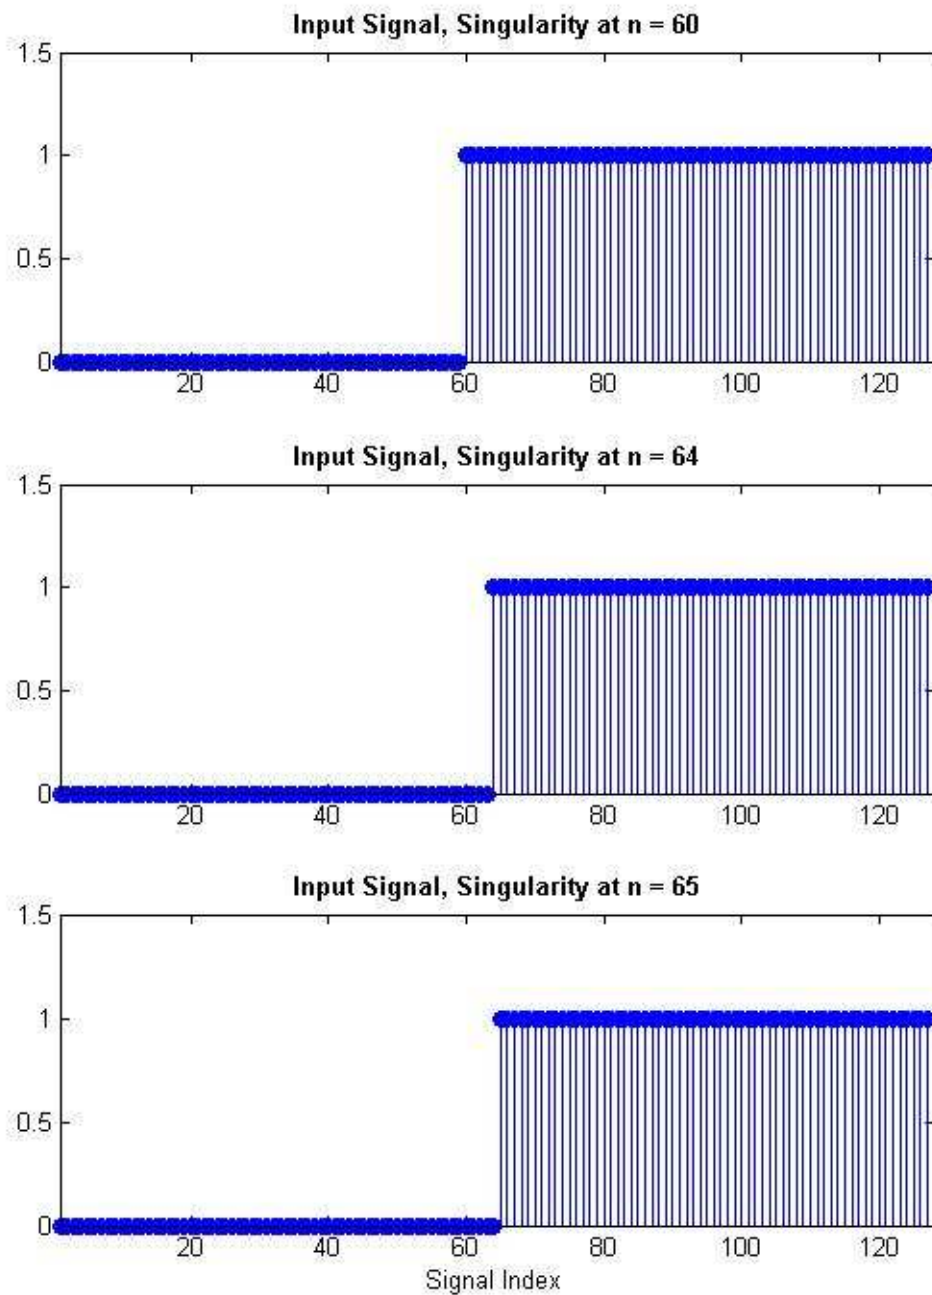 Input Signal, Singularity at n = 60
1.5
1
0.5
0
20 40 60 80 100 120
Input Signal, Singularity at n = 64
1.5
1
0.5
0
20 40 60 80 100 120
Input Signal, Singularity at n = 65
1.5
1
0.5
0
20 40 60 80 100 120
Signal Index